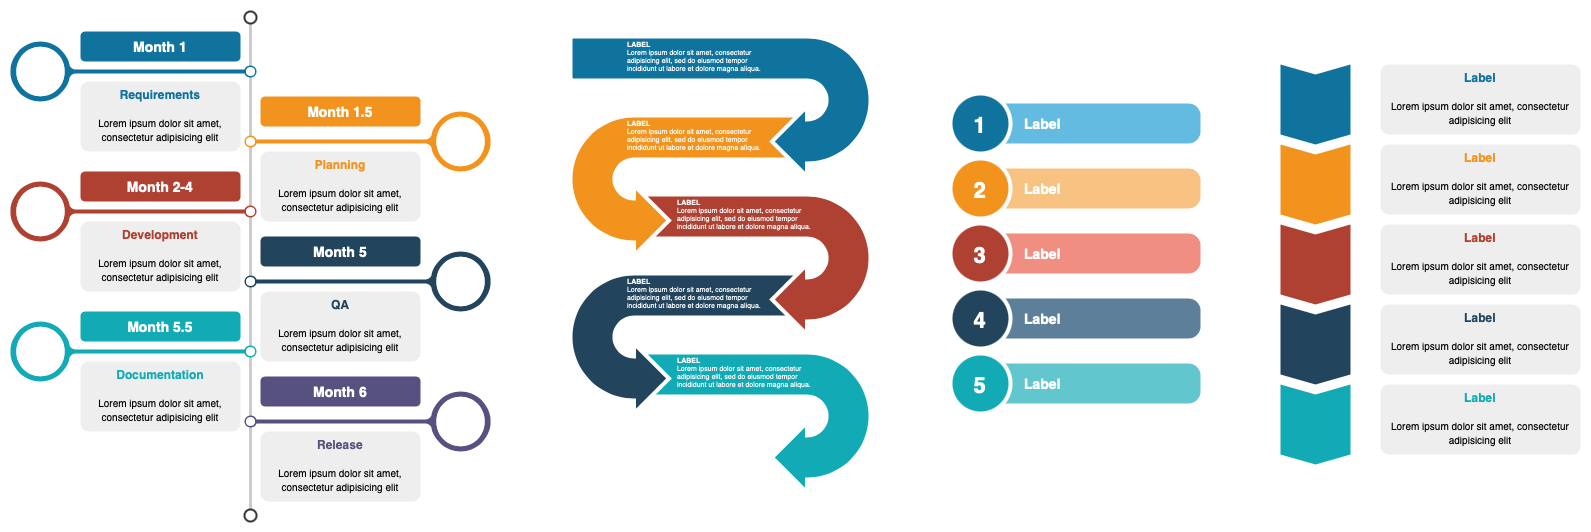 Month 1
Requirements
Lorem ipsum dolor sit amet,
consectetur adipisicing elit
Month 1.5
Planning
Lorem ipsum dolor sit amet,
consectetur adipisicing elit
Month 2-4
Development
Lorem ipsum dolor sit amet,
consectetur adipisicing elit
Month 5
QA
Lorem ipsum dolor sit amet,
consectetur adipisicing elit
Month 5.5
Documentation
Lorem ipsum dolor sit amet,
consectetur adipisicing elit
Month 6
Release
Lorem ipsum dolor sit amet,
consectetur adipisicing elit
LABEL
Lorem ipsum dolor sit amet, consectetur
adipisicing elit, sed do eiusmod tempor
incididunt ut labore et dolore magna aliqua.
LABEL
Lorem ipsum dolor sit amet, consectetur
adipisicing elit, sed do eiusmod tempor
incididunt ut labore et dolore magna aliqua.
LABEL
Lorem ipsum dolor sit amet, consectetur
adipisicing elit, sed do eiusmod tempor
incididunt ut labore et dolore magna aliqua.
LABEL
Lorem ipsum dolor sit amet, consectetur
adipisicing elit, sed do eiusmod tempor
incididunt ut labore et dolore magna aliqua.
LABEL
Lorem ipsum dolor sit amet, consectetur
adipisicing elit, sed do eiusmod tempor
incididunt ut labore et dolore magna aliqua.
1 Label
2 Label
3 Label
4 Label
5 Label
Label
Lorem ipsum dolor sit amet, consectetur
adipisicing elit
Label
Lorem ipsum dolor sit amet, consectetur
adipisicing elit
Label
Lorem ipsum dolor sit amet, consectetur
adipisicing elit
Label
Lorem ipsum dolor sit amet, consectetur
adipisicing elit
Label
Lorem ipsum dolor sit amet, consectetur
adipisicing elit